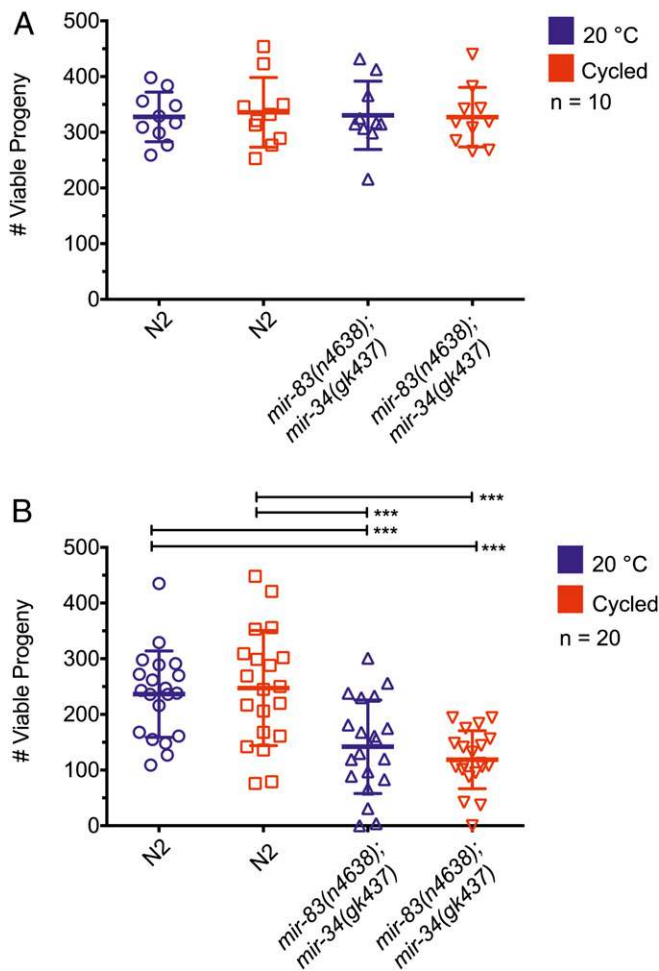 A
# Viable Progeny
500
400
300
200
100
0
N2
N2
mir-83(n4638);
mir-34(gk437)
mir-83(n4638);
mir-34(gk437)
20 °C
Cycled
n = 10
B
***
***
***
***
# Viable Progeny
500
400
300
200
100
0
N2
N2
mir-83(n4638);
mir-34(gk437)
mir-83(n4638);
mir-34(gk437)
20 °C
Cycled
n = 20